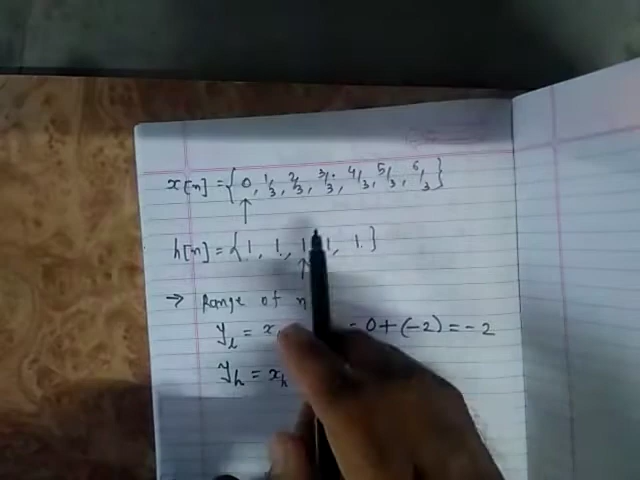 x[n] = { 0, 1/3, 2/3, 3/3, 4/3, 5/3, 6/3 }
↑
h[n] = { 1, 1, 1, 1, 1 }
↑
→ Range of n
y_l = x = 0 + (-2) = -2
y_h = x_h